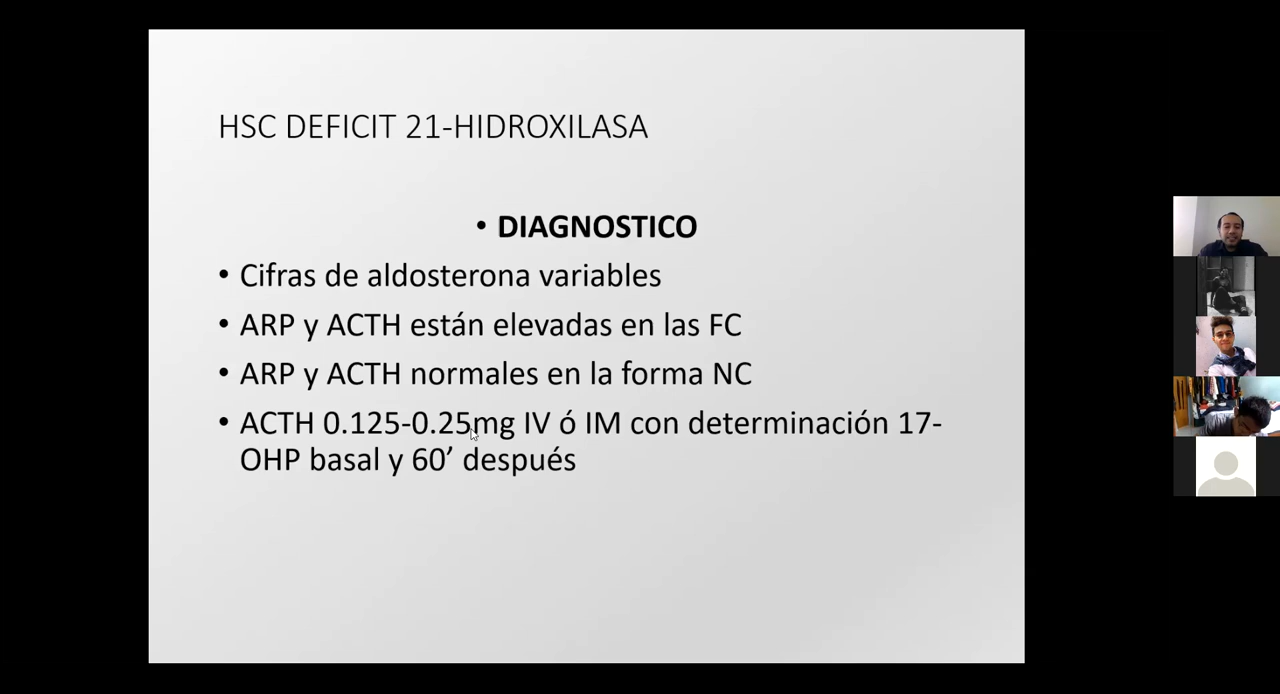 HSC DEFICIT 21-HIDROXILASA
• DIAGNOSTICO
• Cifras de aldosterona variables
• ARP y ACTH están elevadas en las FC
• ARP y ACTH normales en la forma NC
• ACTH 0.125-0.25mg IV ó IM con determinación 17-
OHP basal y 60’ después